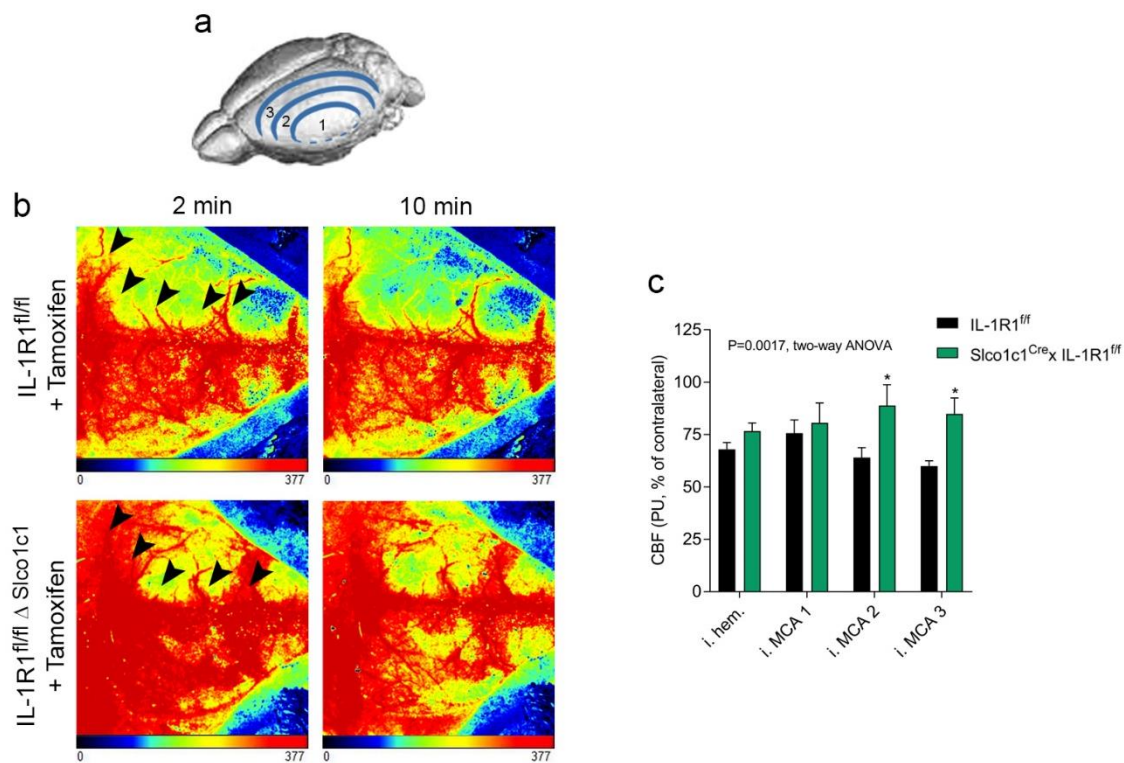 a
3
2
1
b
2 min
10 min
IL-1R1fl/fl
+ Tamoxifen
0 377
0 377
IL-1R1fl/fl Δ Slco1c1
+ Tamoxifen
0 377
0 377
c
IL-1R1f/f
Slco1c1Cre x IL-1R1f/f
P=0.0017, two-way ANOVA
CBF (PU, % of contralateral)
125
100
75
50
25
0
*
*
i. hem.
i. MCA 1
i. MCA 2
i. MCA 3